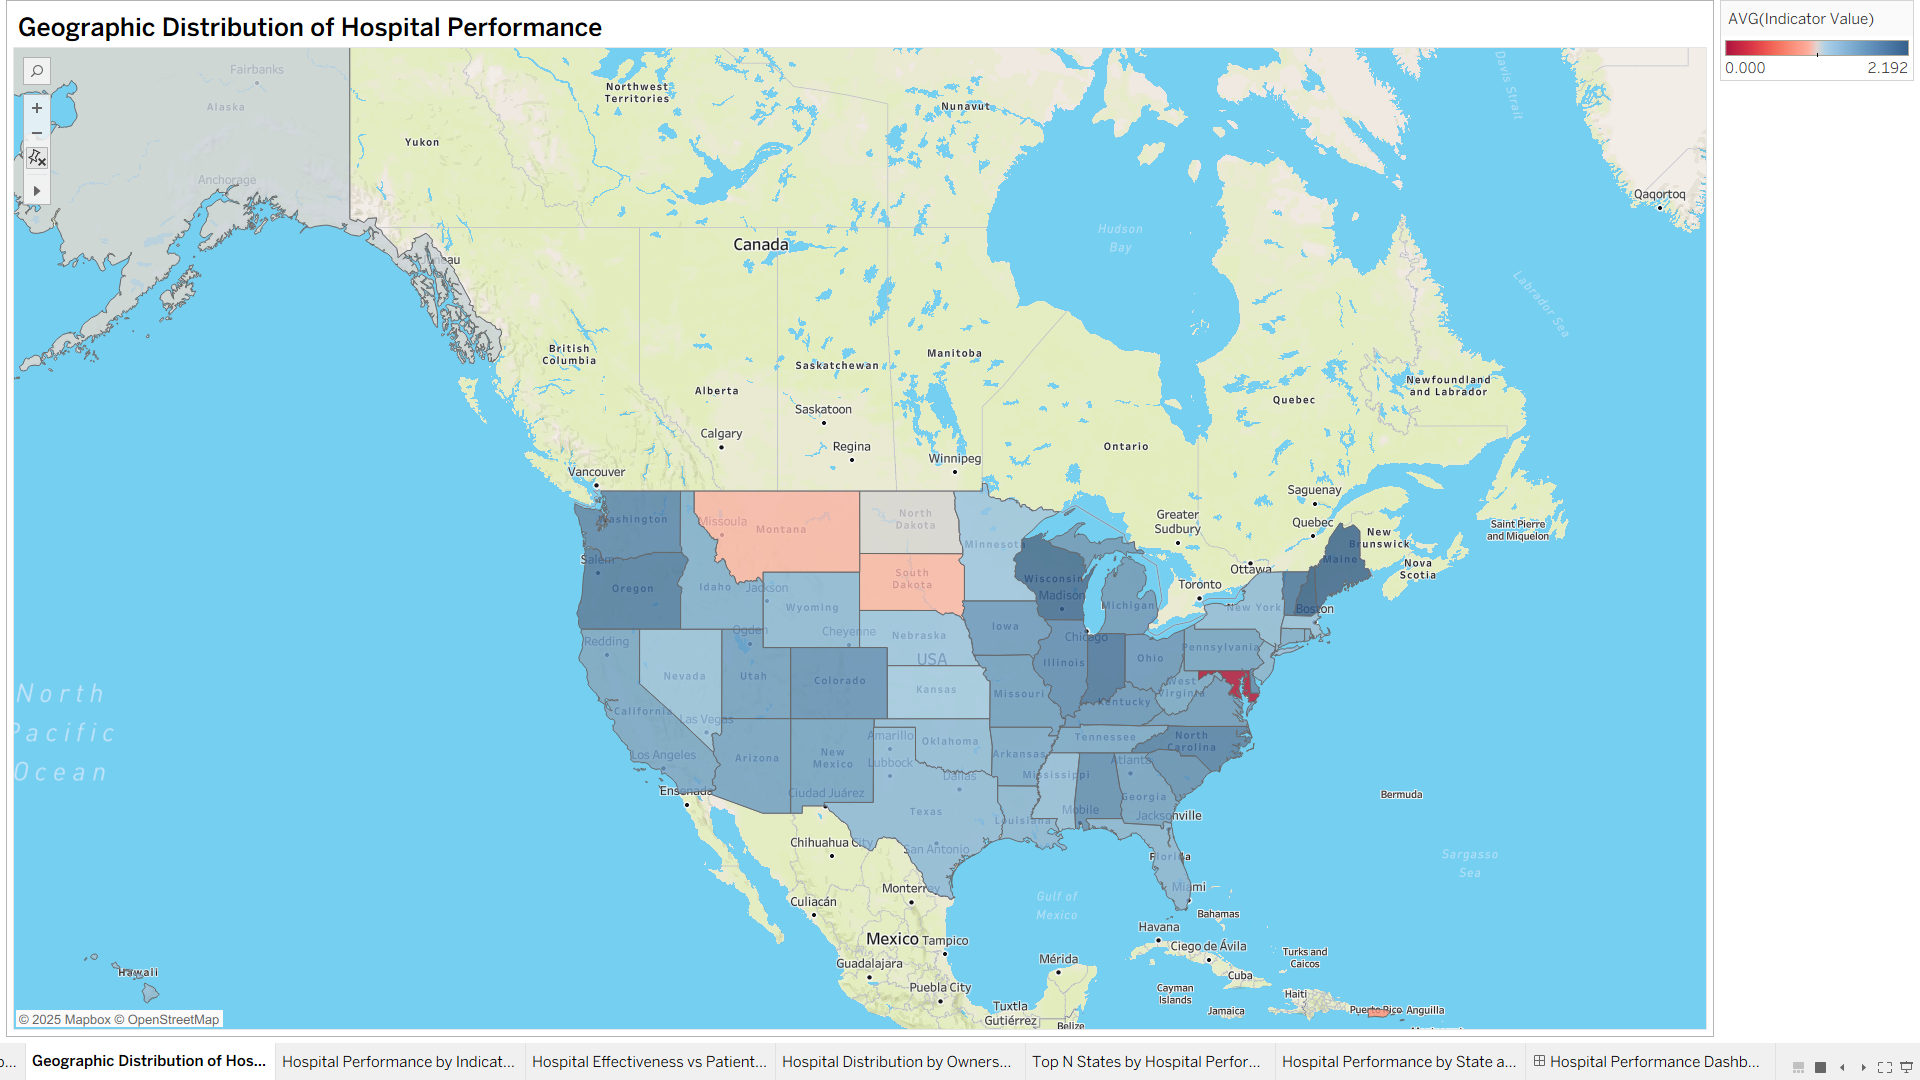 Geographic Distribution of Hospital Performance
AVG(Indicator Value)
0.000
2.192
Fairbanks
Alaska
Anchorage
Northwest
Territories
Nunavut
Yukon
Davis Strait
Qaqortoq
Hudson
Bay
Canada
Labrador Sea
British
Columbia
Alberta
Saskatchewan
Manitoba
Saskatoon
Calgary
Regina
Winnipeg
Ontario
Quebec
Newfoundland
and Labrador
Vancouver
Saguenay
Quebec
Greater
Sudbury
New
Brunswick
Saint Pierre
and Miquelon
Nova
Scotia
Ottawa
Toronto
Washington
Missoula
Montana
North
Dakota
Minnesota
Salem
Oregon
Idaho
Jackson
South
Dakota
Wisconsin
Madison
Michigan
Maine
Boston
New York
Wyoming
Redding
Ogden
Cheyenne
Nebraska
Iowa
Chicago
USA
Illinois
Ohio
Pennsylvania
Nevada
Utah
Colorado
Kansas
Missouri
West
Virginia
Kentucky
California
Las Vegas
Los Angeles
Arizona
New
Mexico
Amarillo
Lubbock
Oklahoma
Arkansas
Tennessee
North
Carolina
Atlanta
Mississippi
Dallas
Georgia
Ensenada
Ciudad Juárez
Texas
Louisiana
Mobile
Jacksonville
Bermuda
Chihuahua City
San Antonio
Florida
Sargasso
Sea
Monterrey
Miami
Gulf of
Mexico
Culiacán
Bahamas
Havana
Mexico
Tampico
Ciego de Ávila
Turks and
Caicos
Guadalajara
Mérida
Cuba
Puebla City
Cayman
Islands
Haiti
Jamaica
Tuxtla
Gutiérrez
Puerto Rico
Anguilla
Belize
North
Pacific
Ocean
Hawaii
© 2025 Mapbox © OpenStreetMap
Geographic Distribution of Hos...
Hospital Performance by Indicat...
Hospital Effectiveness vs Patient...
Hospital Distribution by Owners...
Top N States by Hospital Perfor...
Hospital Performance by State a...
Hospital Performance Dashb...